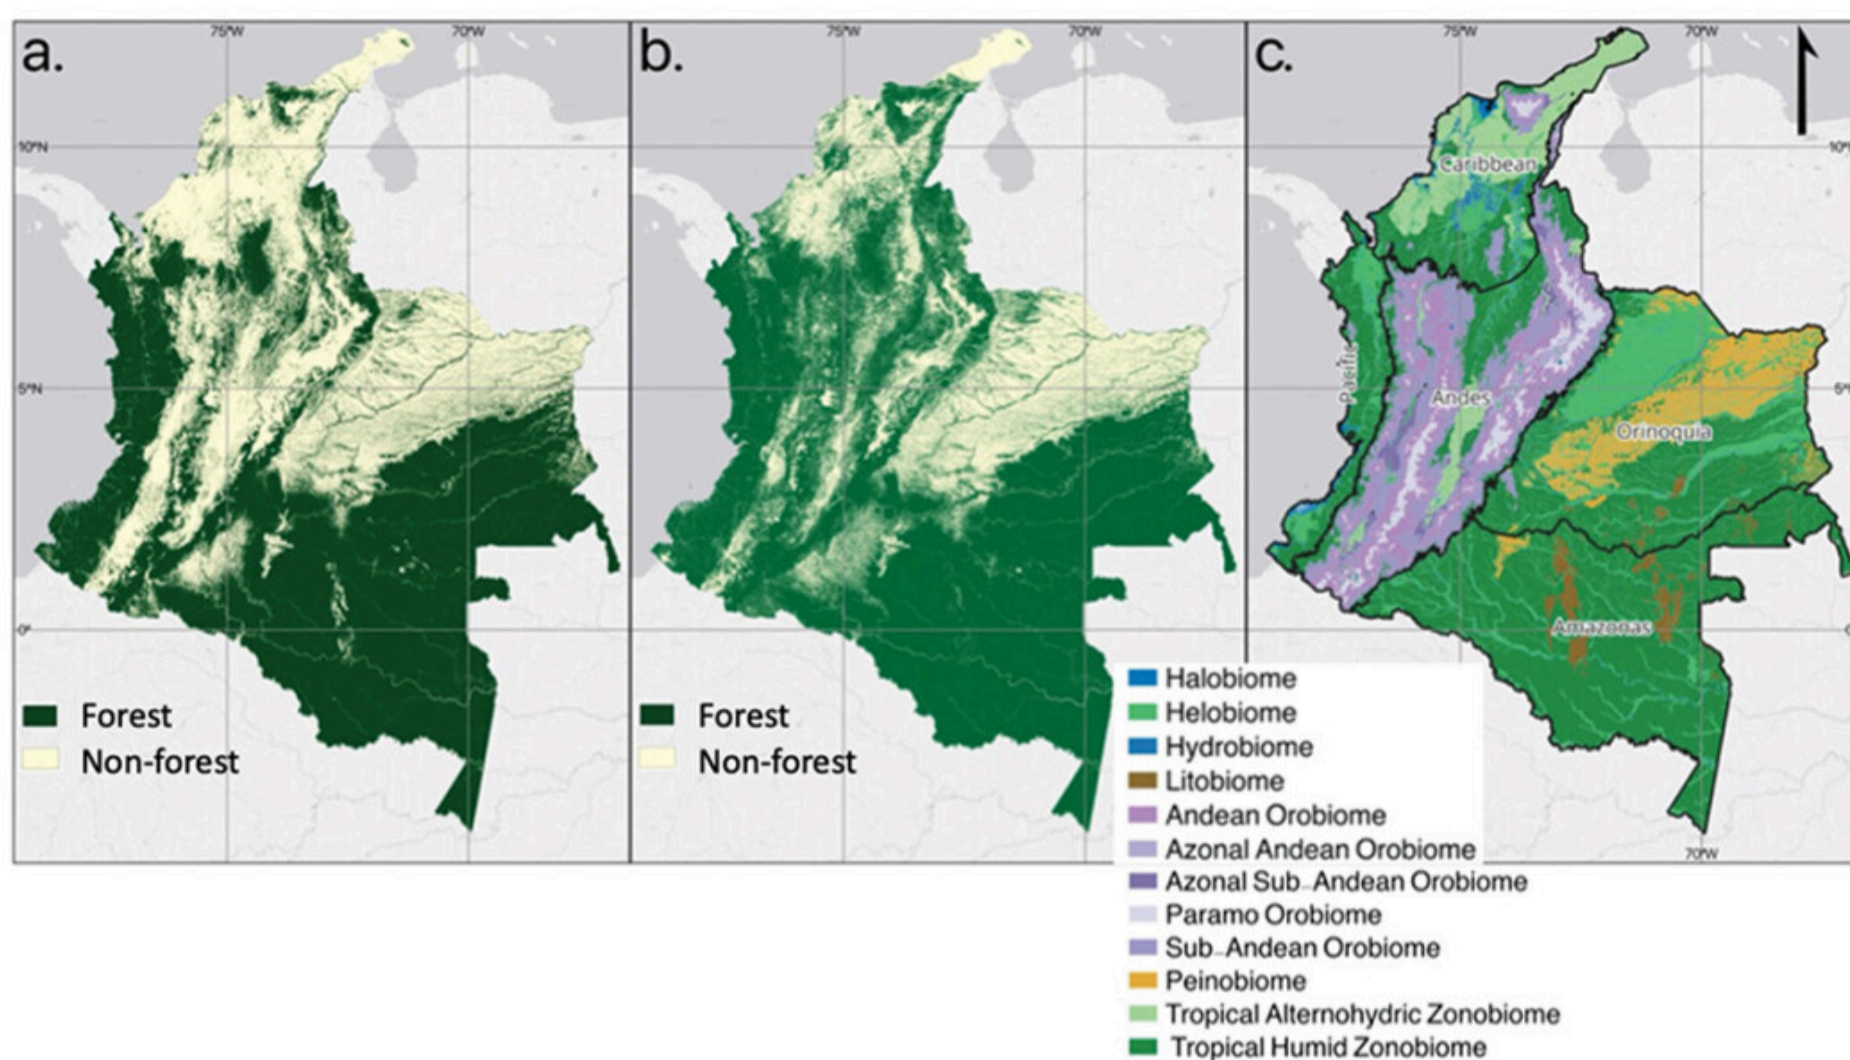 a.
75°W
70°W
b.
75°W
70°W
c.
75°W
70°W
10°N
Caribbean
5°N
Pacific
Andes
Orinoquia
0°
Amazonas
Forest
Non-forest
Forest
Non-forest
70°W
Halobiome
Helobiome
Hydrobiome
Litobiome
Andean Orobiome
Azonal Andean Orobiome
Azonal Sub-Andean Orobiome
Paramo Orobiome
Sub-Andean Orobiome
Peinobiome
Tropical Alternohydric Zonobiome
Tropical Humid Zonobiome